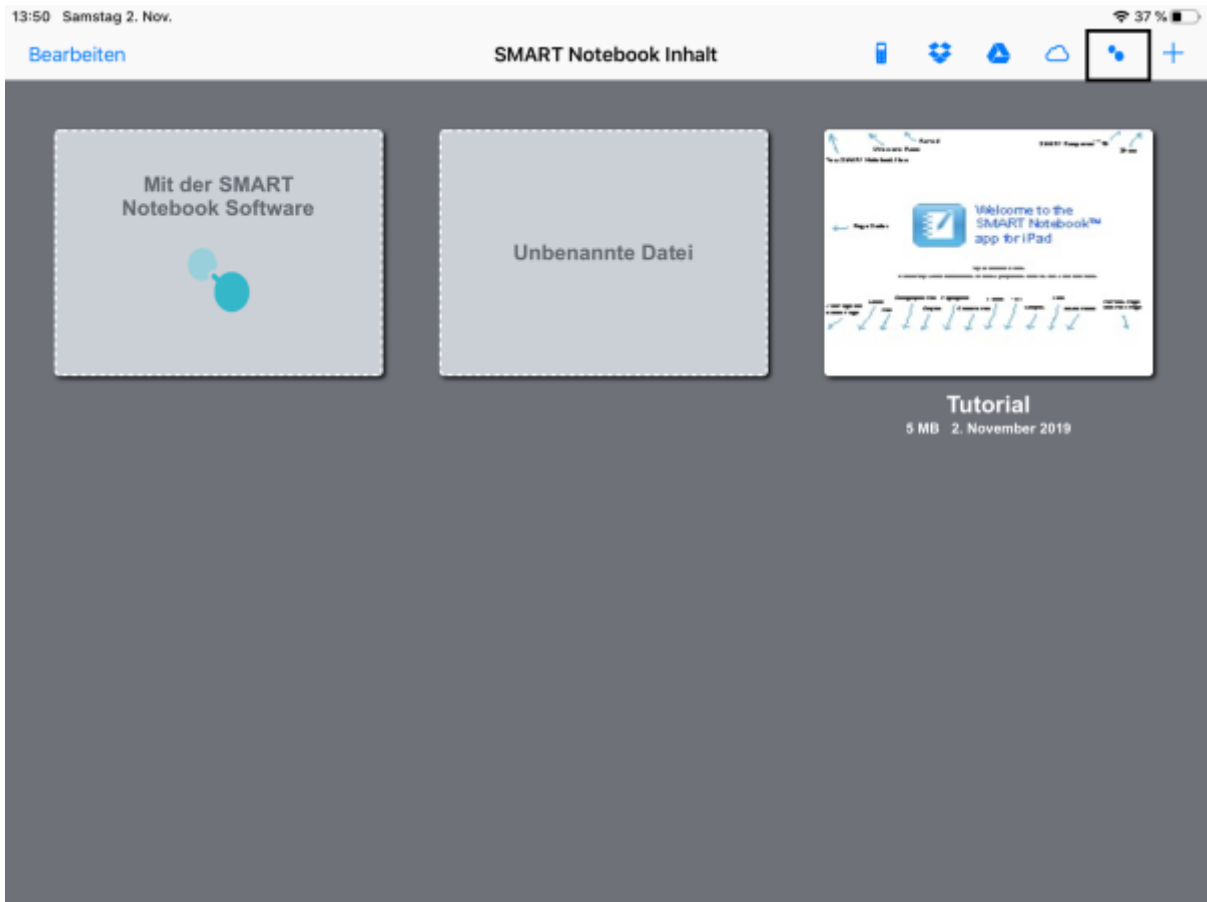 13:50 Samstag 2. Nov.
37 %
Bearbeiten
SMART Notebook Inhalt
Mit der SMART
Notebook Software
Unbenannte Datei
Welcome to the
SMART Notebook™
app for iPad
Tutorial
5 MB 2. November 2019